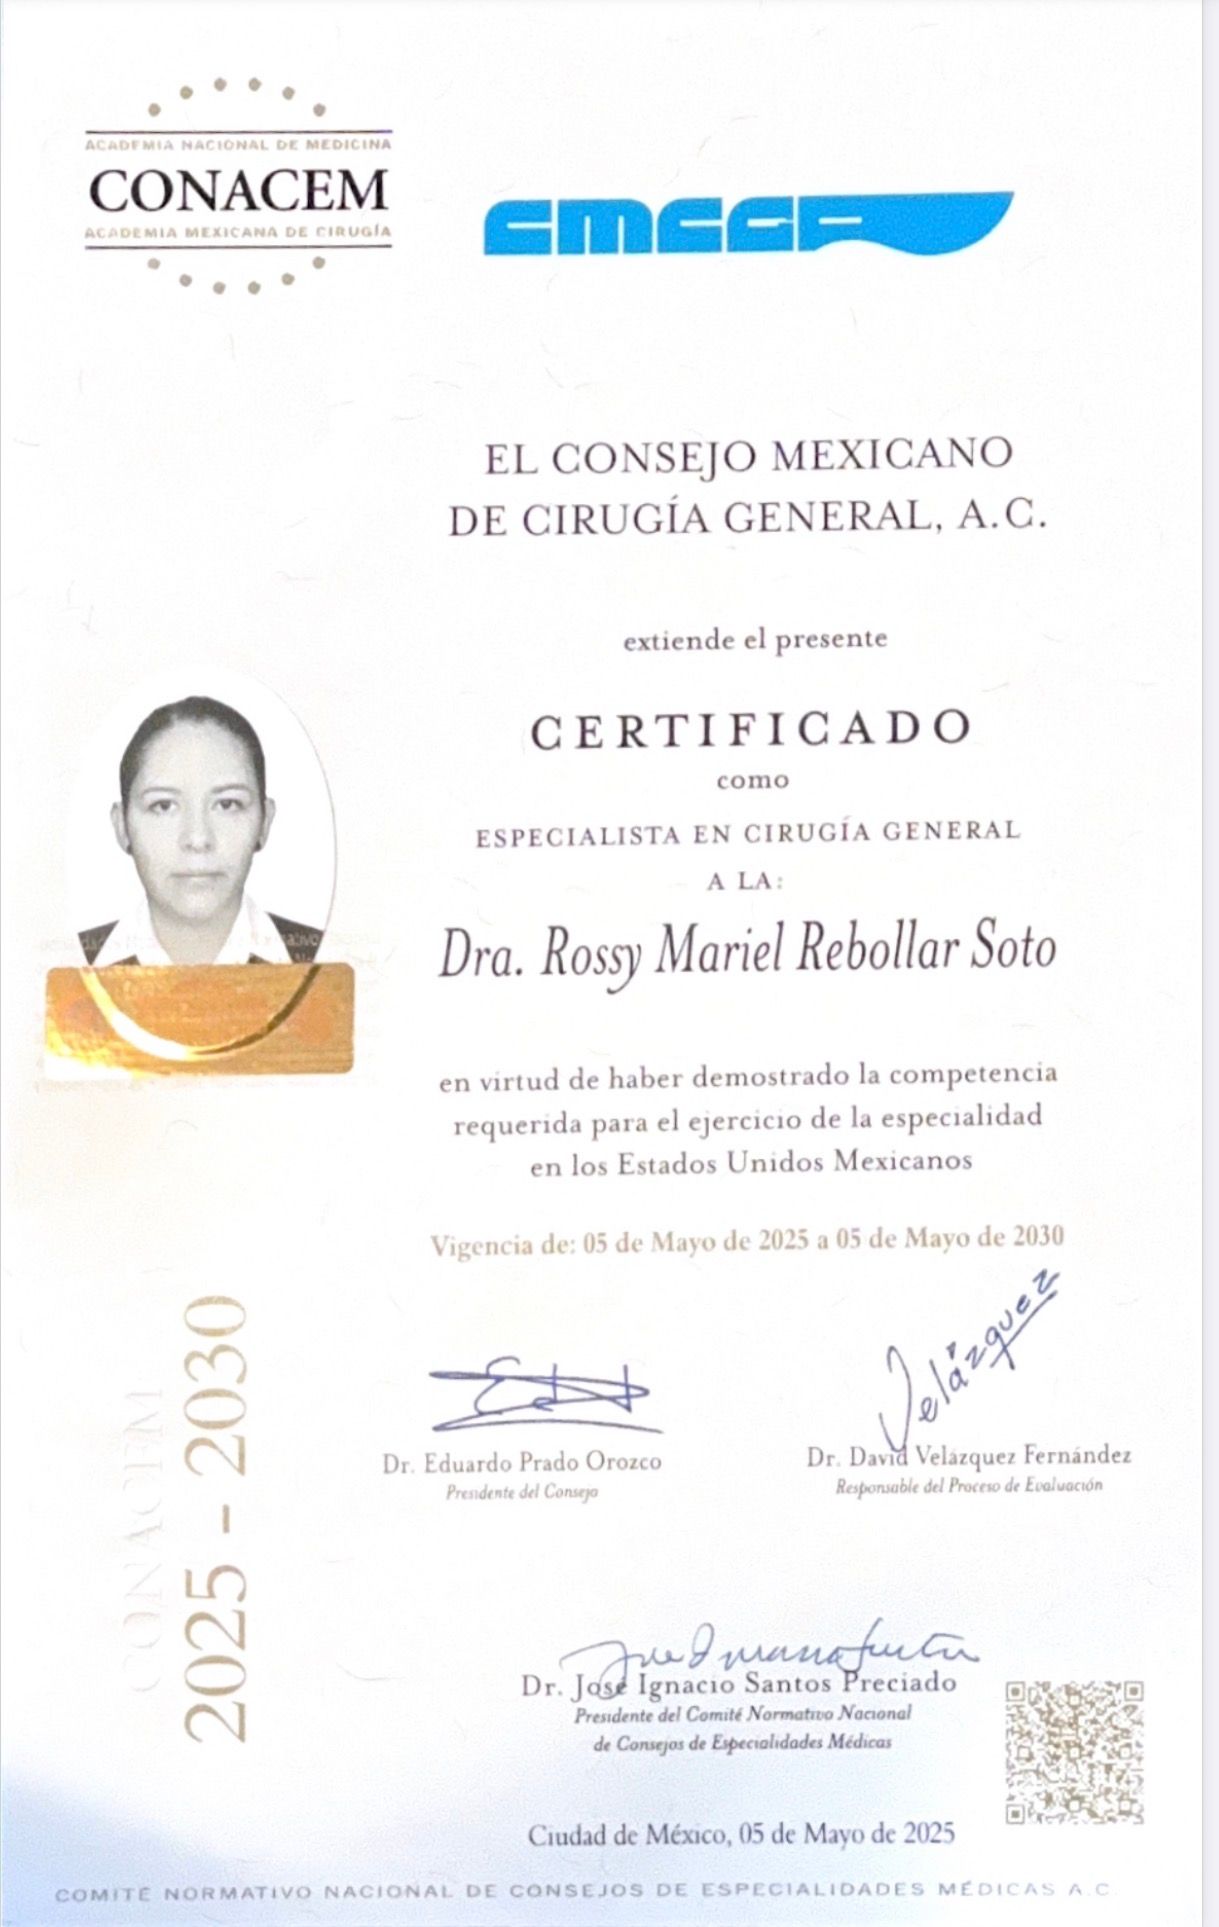 ACADEMIA NACIONAL DE MEDICINA
CONACEM
ACADEMIA MEXICANA DE CIRUGÍA
CMCG
EL CONSEJO MEXICANO
DE CIRUGÍA GENERAL, A.C.
extiende el presente
CERTIFICADO
como
ESPECIALISTA EN CIRUGÍA GENERAL
A LA:
Dra. Rossy Mariel Rebollar Soto
en virtud de haber demostrado la competencia
requerida para el ejercicio de la especialidad
en los Estados Unidos Mexicanos
Vigencia de: 05 de Mayo de 2025 a 05 de Mayo de 2030
CONACEM
2025 - 2030
Velázquez
Dr. Eduardo Prado Orozco
Presidente del Consejo
Dr. David Velázquez Fernández
Responsable del Proceso de Evaluación
Dr. José Ignacio Santos Preciado
Presidente del Comité Normativo Nacional
de Consejos de Especialidades Médicas
Ciudad de México, 05 de Mayo de 2025
COMITÉ NORMATIVO NACIONAL DE CONSEJOS DE ESPECIALIDADES MÉDICAS A.C.